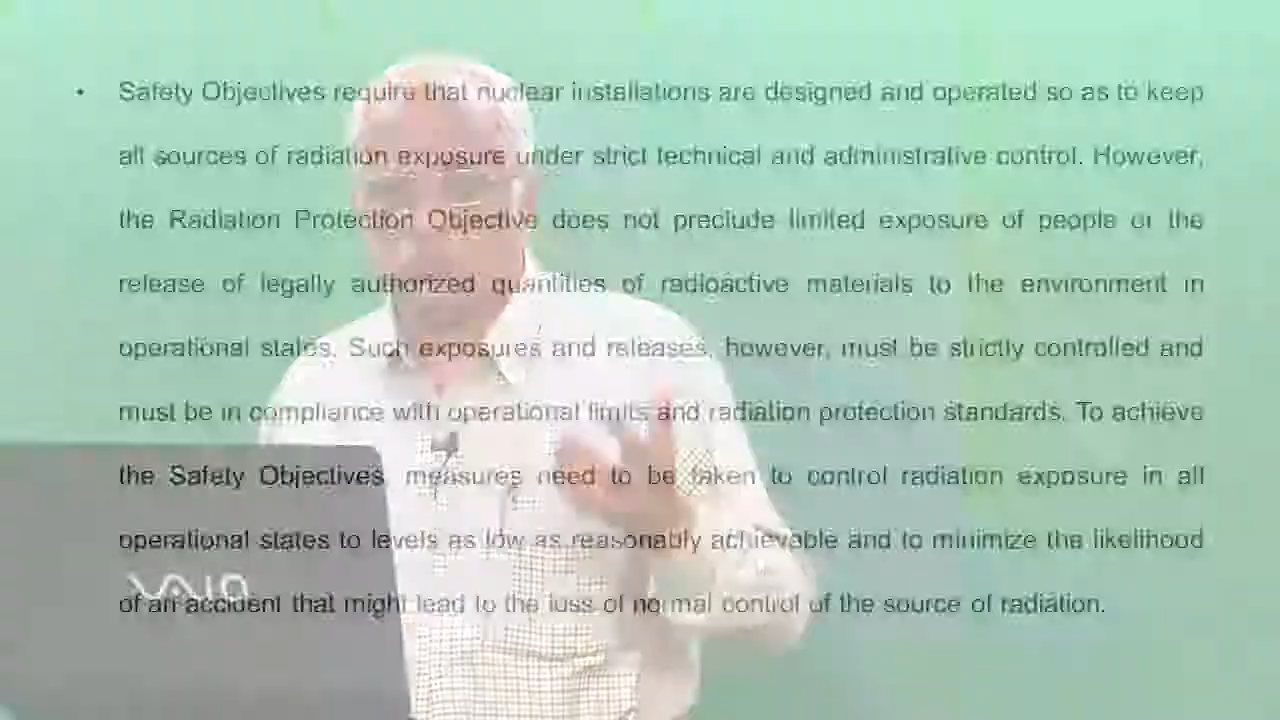 • Safety Objectives require that nuclear installations are designed and operated so as to keep
all sources of radiation exposure under strict technical and administrative control. However,
the Radiation Protection Objective does not preclude limited exposure of people or the
release of legally authorized quantities of radioactive materials to the environment in
operational states. Such exposures and releases, however, must be strictly controlled and
must be in compliance with operational limits and radiation protection standards. To achieve
the Safety Objectives, measures need to be taken to control radiation exposure in all
operational states to levels as low as reasonably achievable and to minimize the likelihood
VAIO
of an accident that might lead to the loss of normal control of the source of radiation.